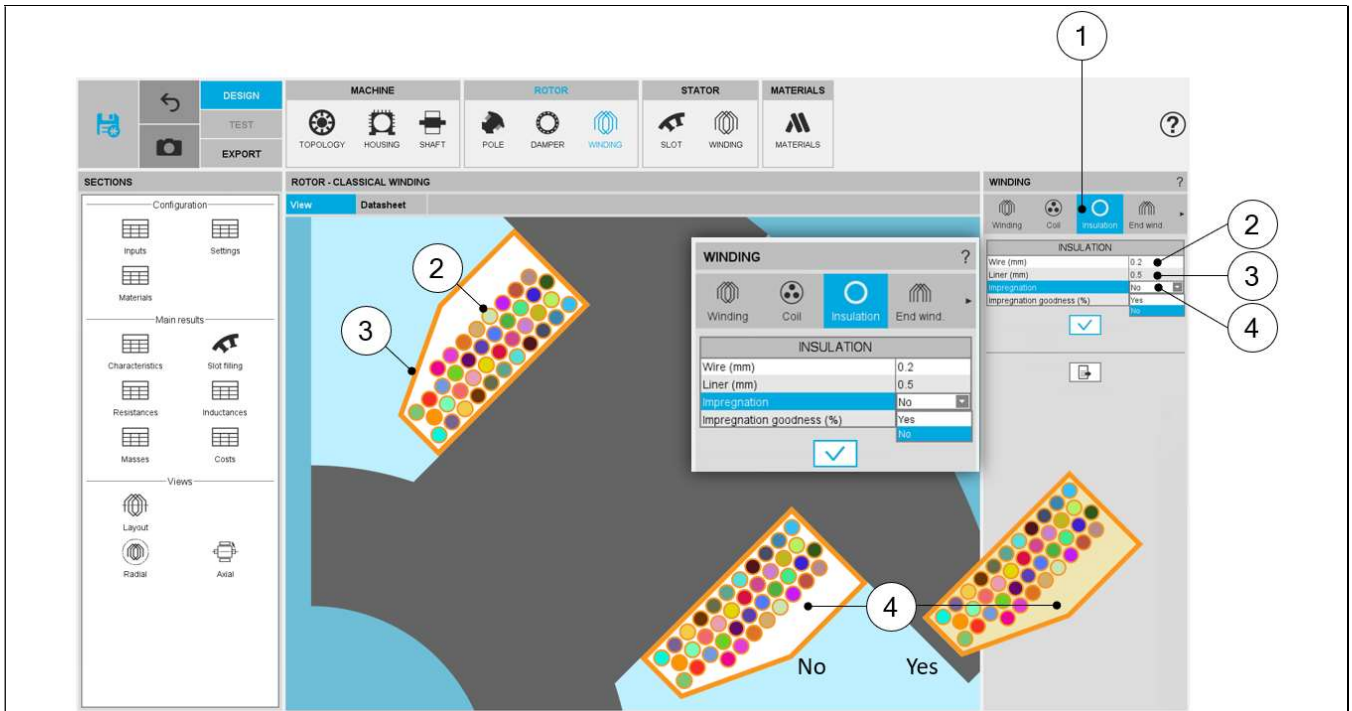 1
DESIGN
TEST
EXPORT
MACHINE
ROTOR
STATOR
MATERIALS
TOPOLOGY
HOUSING
SHAFT
POLE
DAMPER
WINDING
SLOT
WINDING
MATERIALS
?
SECTIONS
Configuration
Inputs
Settings
Materials
Main results
Characteristics
Slot filling
Resistances
Inductances
Masses
Costs
Views
Layout
Radial
Axial
ROTOR - CLASSICAL WINDING
View
Datasheet
2
3
WINDING
?
Winding
Coil
Insulation
End wind.
INSULATION
Wire (mm) 0.2
Liner (mm) 0.5
Impregnation No
Impregnation goodness (%) Yes
No
4
No
Yes
WINDING
?
Winding
Coil
Insulation
End wind.
INSULATION
Wire (mm) 0.2
Liner (mm) 0.5
Impregnation No
Impregnation goodness (%) Yes
No
2
3
4